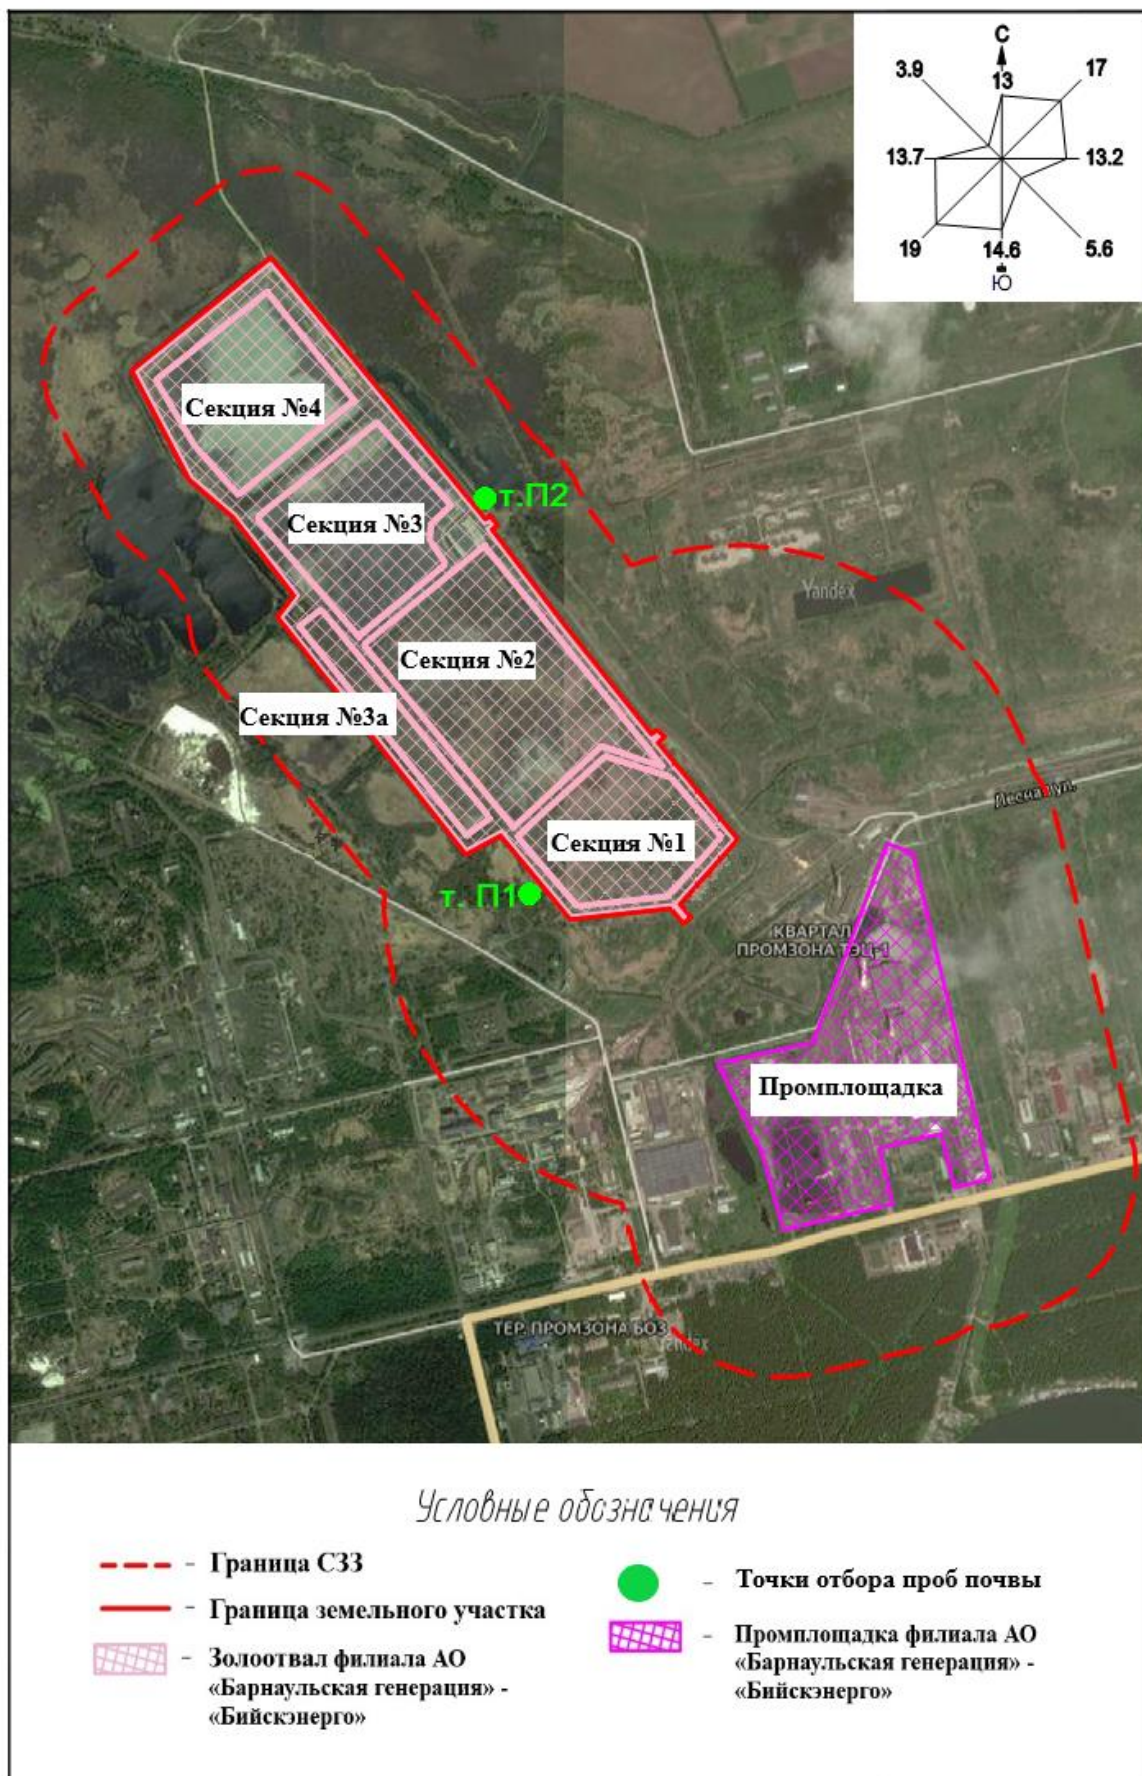 С
3.9
13
17
13.7
13.2
19
14.6
5.6
Ю
Секция №4
т.П2
Секция №3
Yandex
Секция №2
Секция №3а
Лесная ул.
Секция №1
т. П1
КВАРТАЛ
ПРОМЗОНА ТЭЦ-1
Промплощадка
ТЕР. ПРОМЗОНА БОЗ
Yandex
Условные обозначения
- Граница СЗЗ
- Точки отбора проб почвы
- Граница земельного участка
- Золоотвал филиала АО
«Барнаульская генерация» -
«Бийскэнерго»
- Промплощадка филиала АО
«Барнаульская генерация» -
«Бийскэнерго»